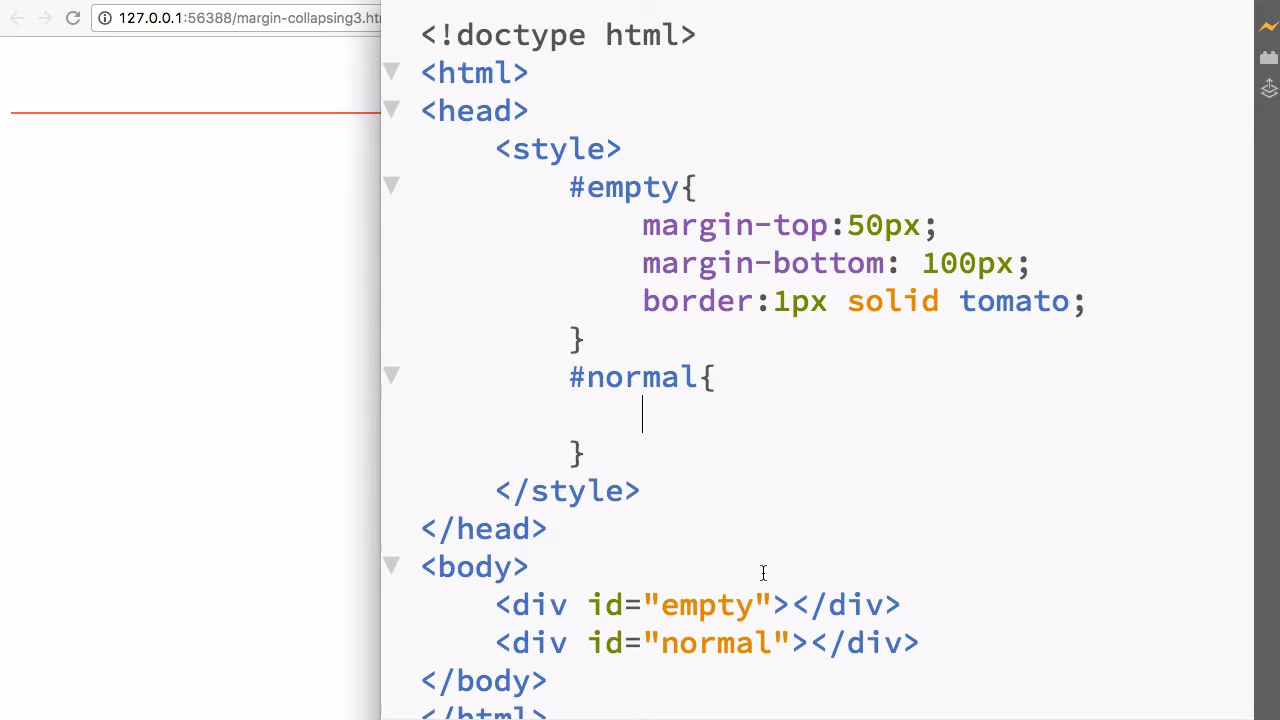 127.0.0.1:56388/margin-collapsing3.htm
<!doctype html>
<html>
<head>
<style>
#empty{
margin-top:50px;
margin-bottom: 100px;
border:1px solid tomato;
}
#normal{
}
</style>
</head>
<body>
<div id="empty"></div>
<div id="normal"></div>
</body>
</html>